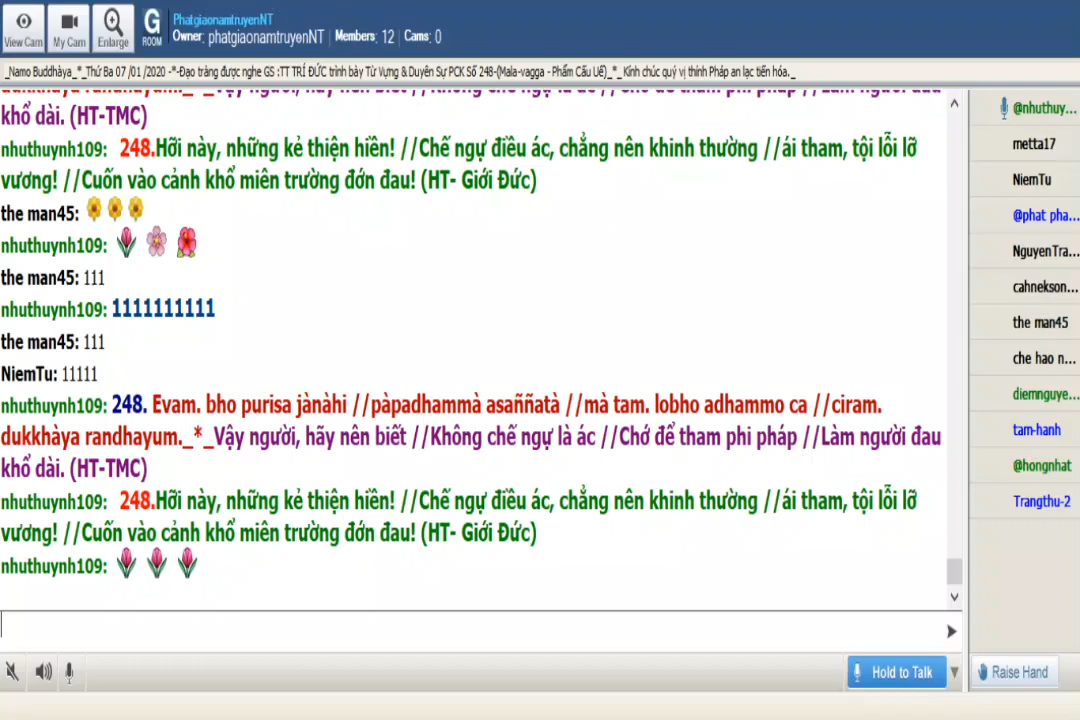 View Cam
My Cam
Enlarge
G
ROOM
PhatgiaonamtruyenNT
Owner: phatgiaonamtruyenNT
Members: 12
Cams: 0
_Namo Buddhàya_*_Thứ Ba 07 /01 /2020 -*-Đạo tràng được nghe GS :TT TRÍ ĐỨC trình bày Từ Vựng & Duyên Sự PCK Số 248-(Mala-vagga - Phẩm Cấu Uế)_*_ Kính chúc quý vị thính Pháp an lạc tiến hóa._
khổ dài. (HT-TMC)
nhuthuynh109: 248.Hỡi này, những kẻ thiện hiền! //Chế ngự điều ác, chẳng nên khinh thường //ái tham, tội lỗi lỡ
vương! //Cuốn vào cảnh khổ miên trường đớn đau! (HT- Giới Đức)
the man45:
nhuthuynh109:
the man45: 111
nhuthuynh109: 1111111111
the man45: 111
NiemTu: 11111
nhuthuynh109: 248. Evam. bho purisa jànàhi //pàpadhammà asaññatà //mà tam. lobho adhammo ca //ciram.
dukkhàya randhayum._*_Vậy người, hãy nên biết //Không chế ngự là ác //Chớ để tham phi pháp //Làm người đau
khổ dài. (HT-TMC)
nhuthuynh109: 248.Hỡi này, những kẻ thiện hiền! //Chế ngự điều ác, chẳng nên khinh thường //ái tham, tội lỗi lỡ
vương! //Cuốn vào cảnh khổ miên trường đớn đau! (HT- Giới Đức)
nhuthuynh109:
@nhuthuy...
metta17
NiemTu
@phat pha...
NguyenTra...
cahnekson...
the man45
che hao n...
diemnguye...
tam-hanh
@hongnhat
Trangthu-2
Hold to Talk
Raise Hand